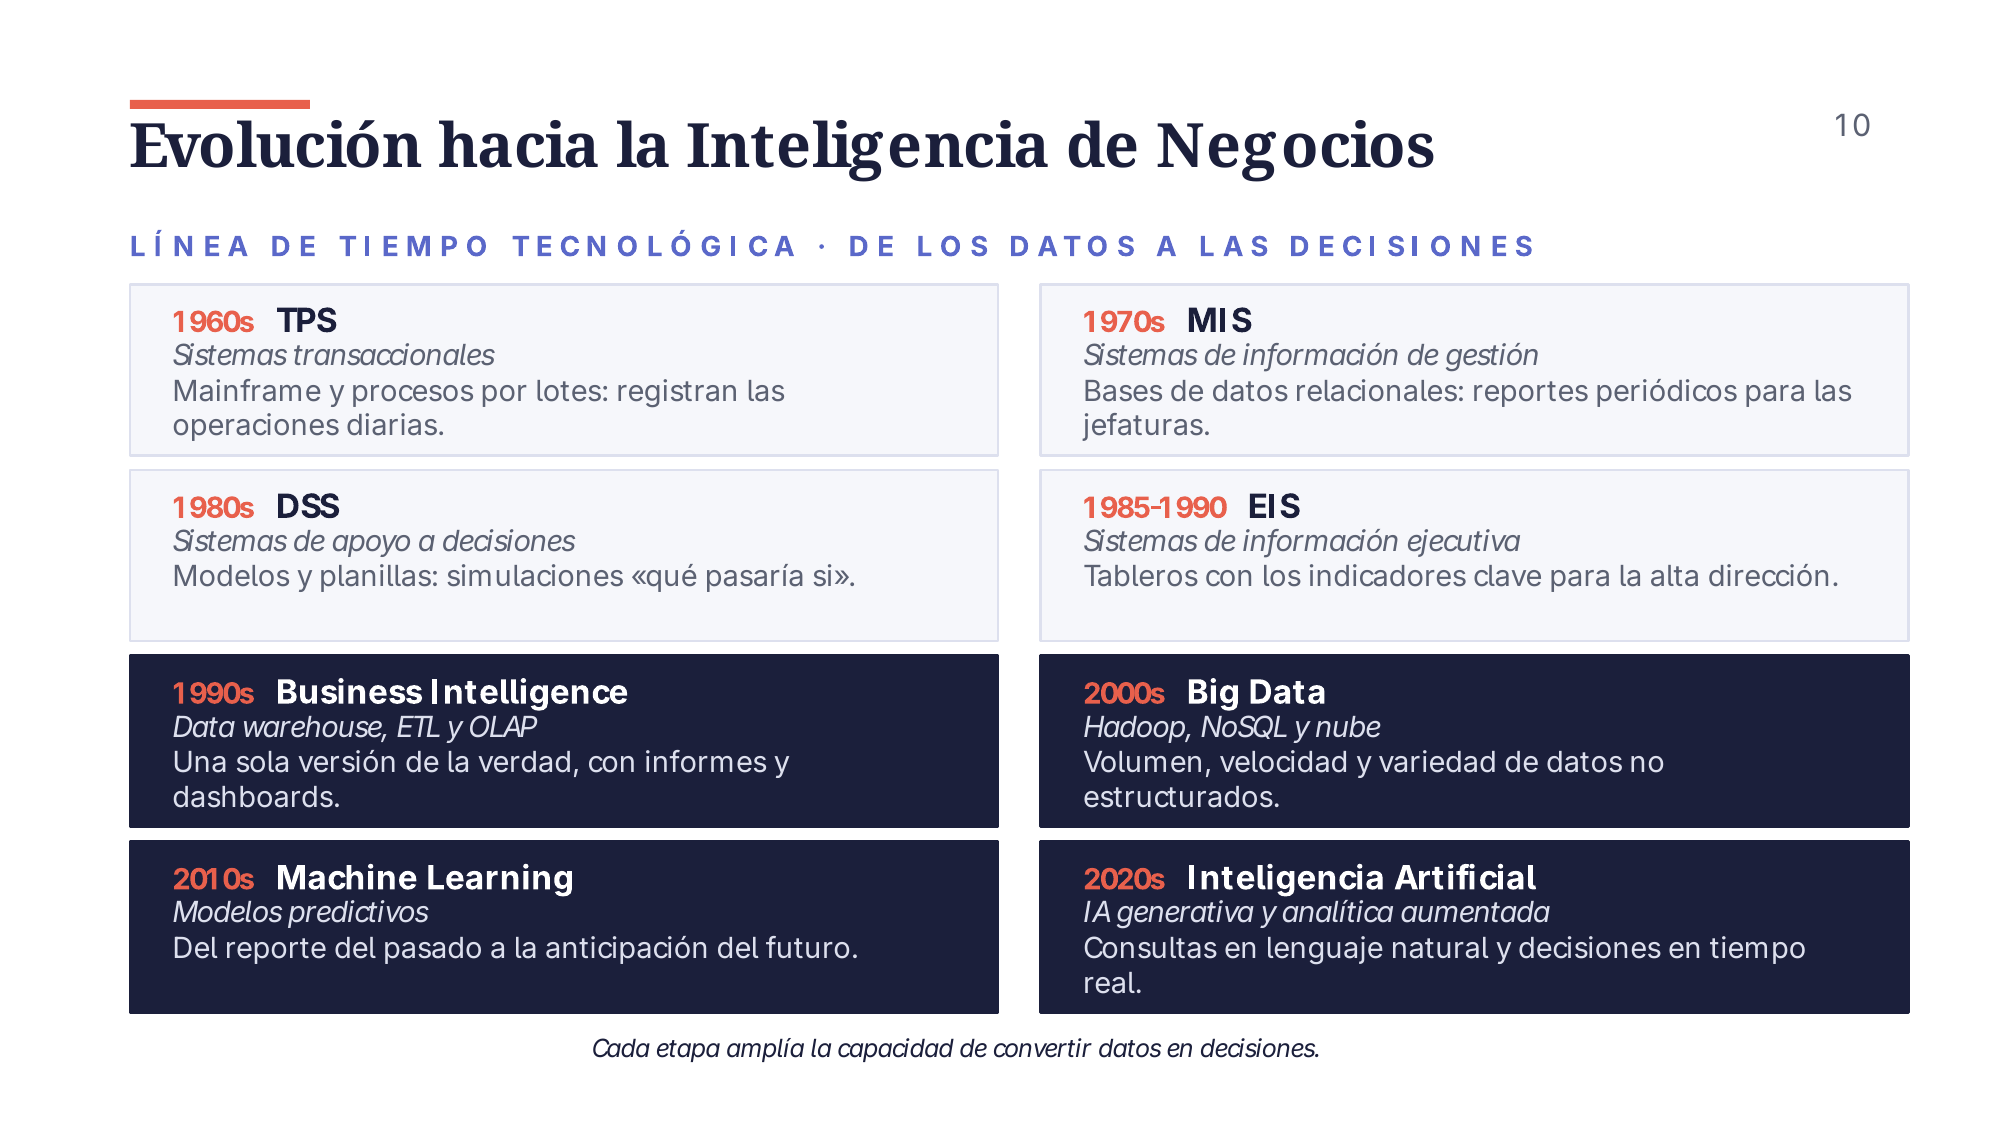 Evolución hacia la Inteligencia de Negocios
10
LÍNEA DE TIEMPO TECNOLÓGICA · DE LOS DATOS A LAS DECISIONES
1960s TPS
Sistemas transaccionales
Mainframe y procesos por lotes: registran las
operaciones diarias.
1970s MIS
Sistemas de información de gestión
Bases de datos relacionales: reportes periódicos para las
jefaturas.
1980s DSS
Sistemas de apoyo a decisiones
Modelos y planillas: simulaciones «qué pasaría si».
1985-1990 EIS
Sistemas de información ejecutiva
Tableros con los indicadores clave para la alta dirección.
1990s Business Intelligence
Data warehouse, ETL y OLAP
Una sola versión de la verdad, con informes y
dashboards.
2000s Big Data
Hadoop, NoSQL y nube
Volumen, velocidad y variedad de datos no
estructurados.
2010s Machine Learning
Modelos predictivos
Del reporte del pasado a la anticipación del futuro.
2020s Inteligencia Artificial
IA generativa y analítica aumentada
Consultas en lenguaje natural y decisiones en tiempo
real.
Cada etapa amplía la capacidad de convertir datos en decisiones.